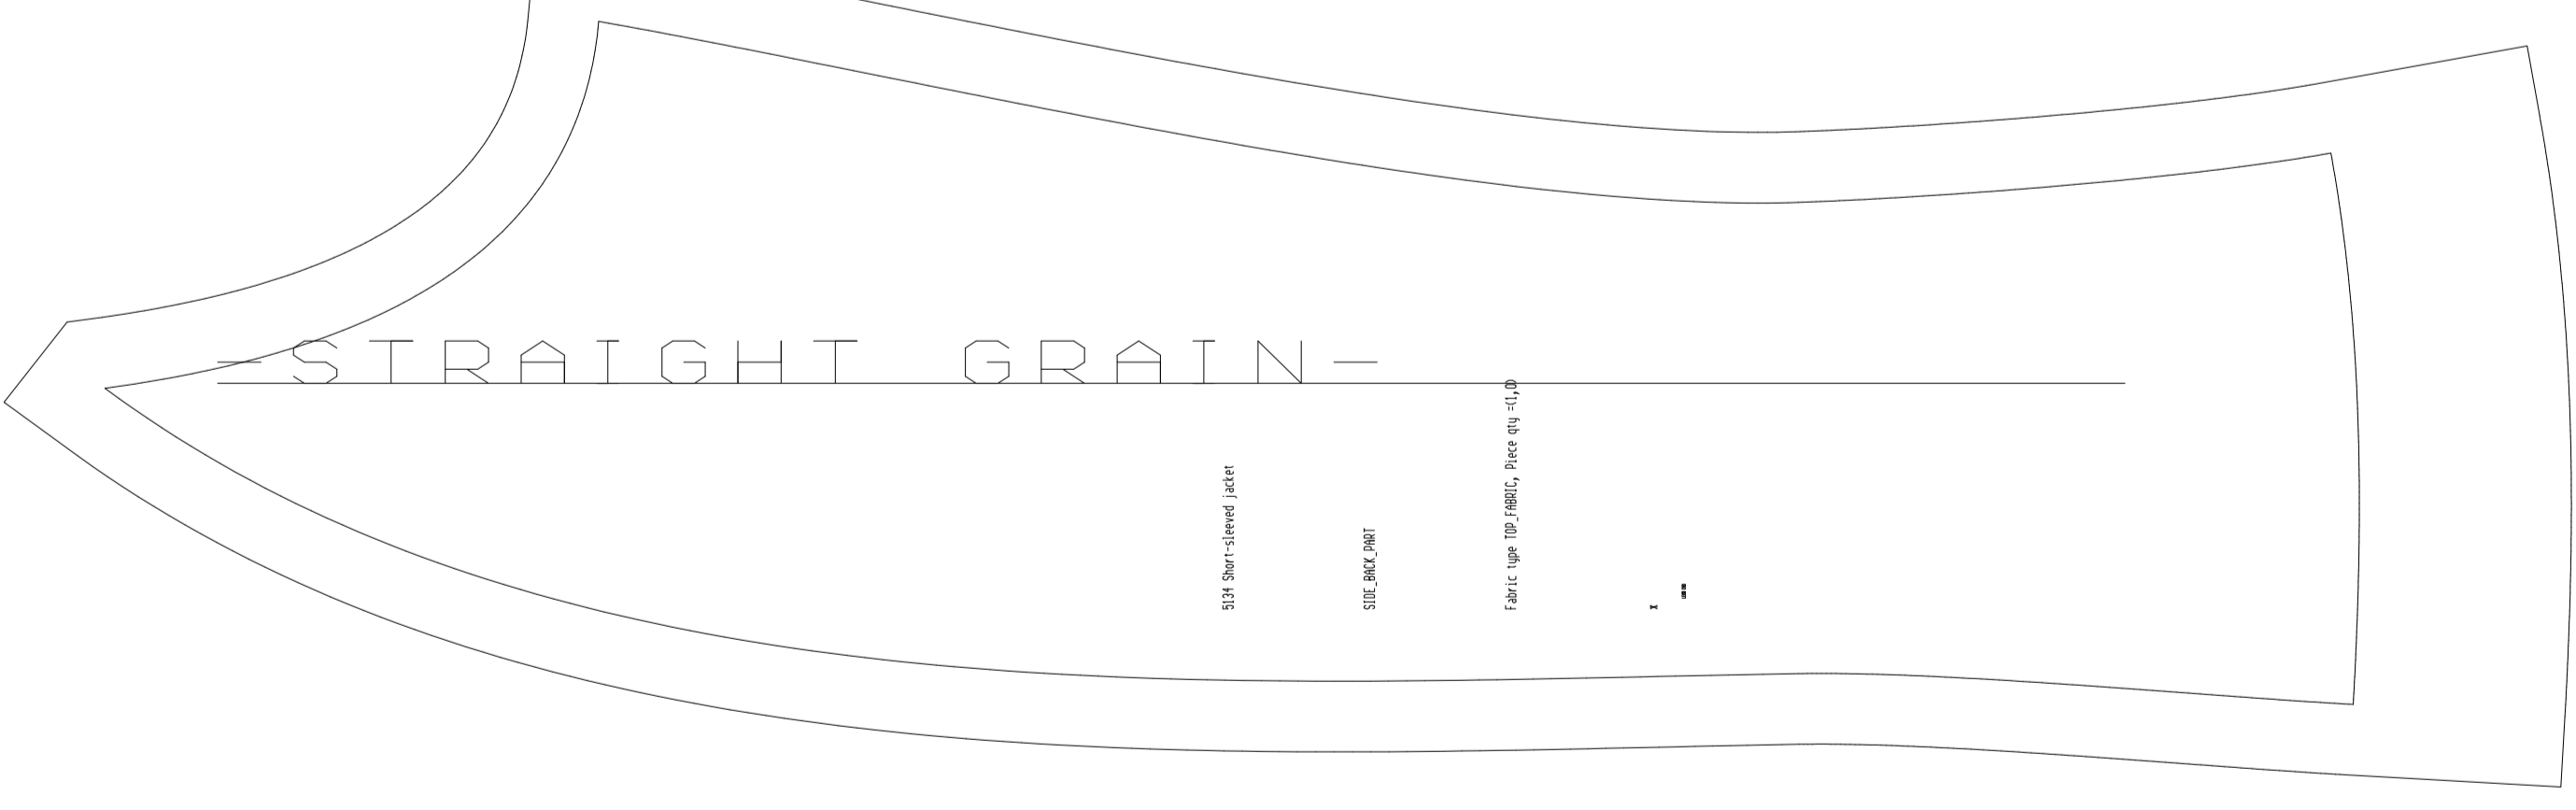 -STRAIGHT GRAIN-
5134 Short-sleeved jacket
SIDE_BACK_PART
Fabric type TOP_FABRIC, Piece qty =(1,0)